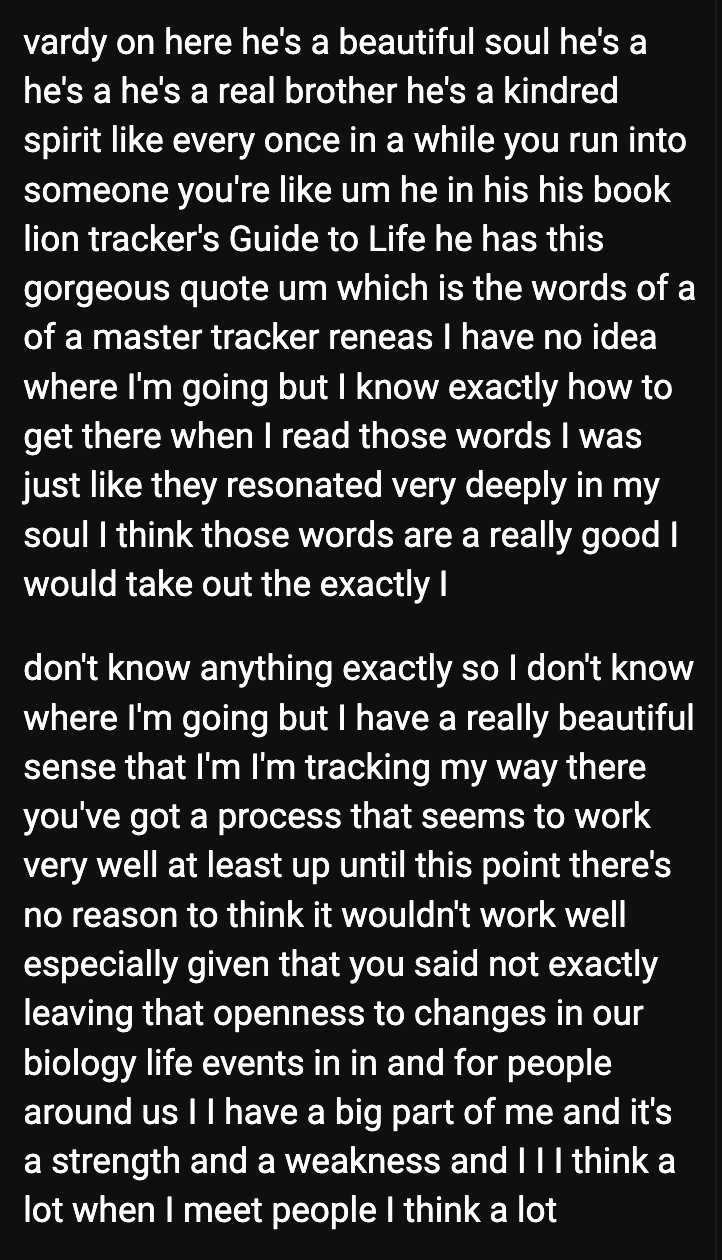 vardy on here he's a beautiful soul he's a
he's a he's a real brother he's a kindred
spirit like every once in a while you run into
someone you're like um he in his his book
lion tracker's Guide to Life he has this
gorgeous quote um which is the words of a
of a master tracker reneas I have no idea
where I'm going but I know exactly how to
get there when I read those words I was
just like they resonated very deeply in my
soul I think those words are a really good I
would take out the exactly I
don't know anything exactly so I don't know
where I'm going but I have a really beautiful
sense that I'm I'm tracking my way there
you've got a process that seems to work
very well at least up until this point there's
no reason to think it wouldn't work well
especially given that you said not exactly
leaving that openness to changes in our
biology life events in in and for people
around us I I have a big part of me and it's
a strength and a weakness and I I I think a
lot when I meet people I think a lot